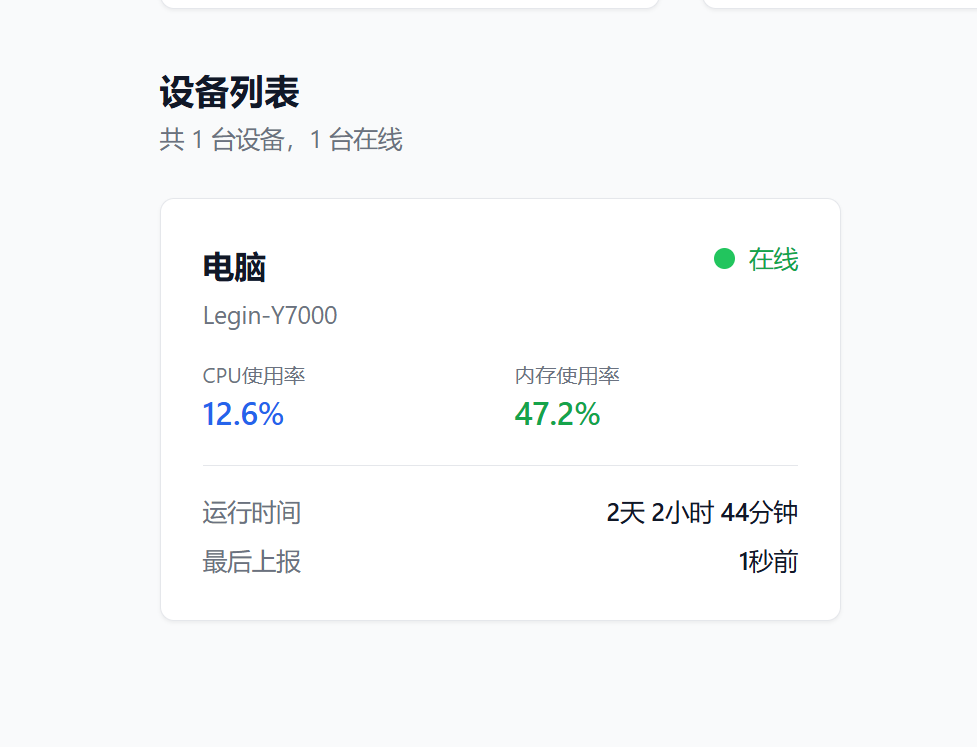 设备列表
共 1 台设备，1 台在线
电脑
在线
Legin-Y7000
CPU使用率
内存使用率
12.6%
47.2%
运行时间
2天 2小时 44分钟
最后上报
1秒前